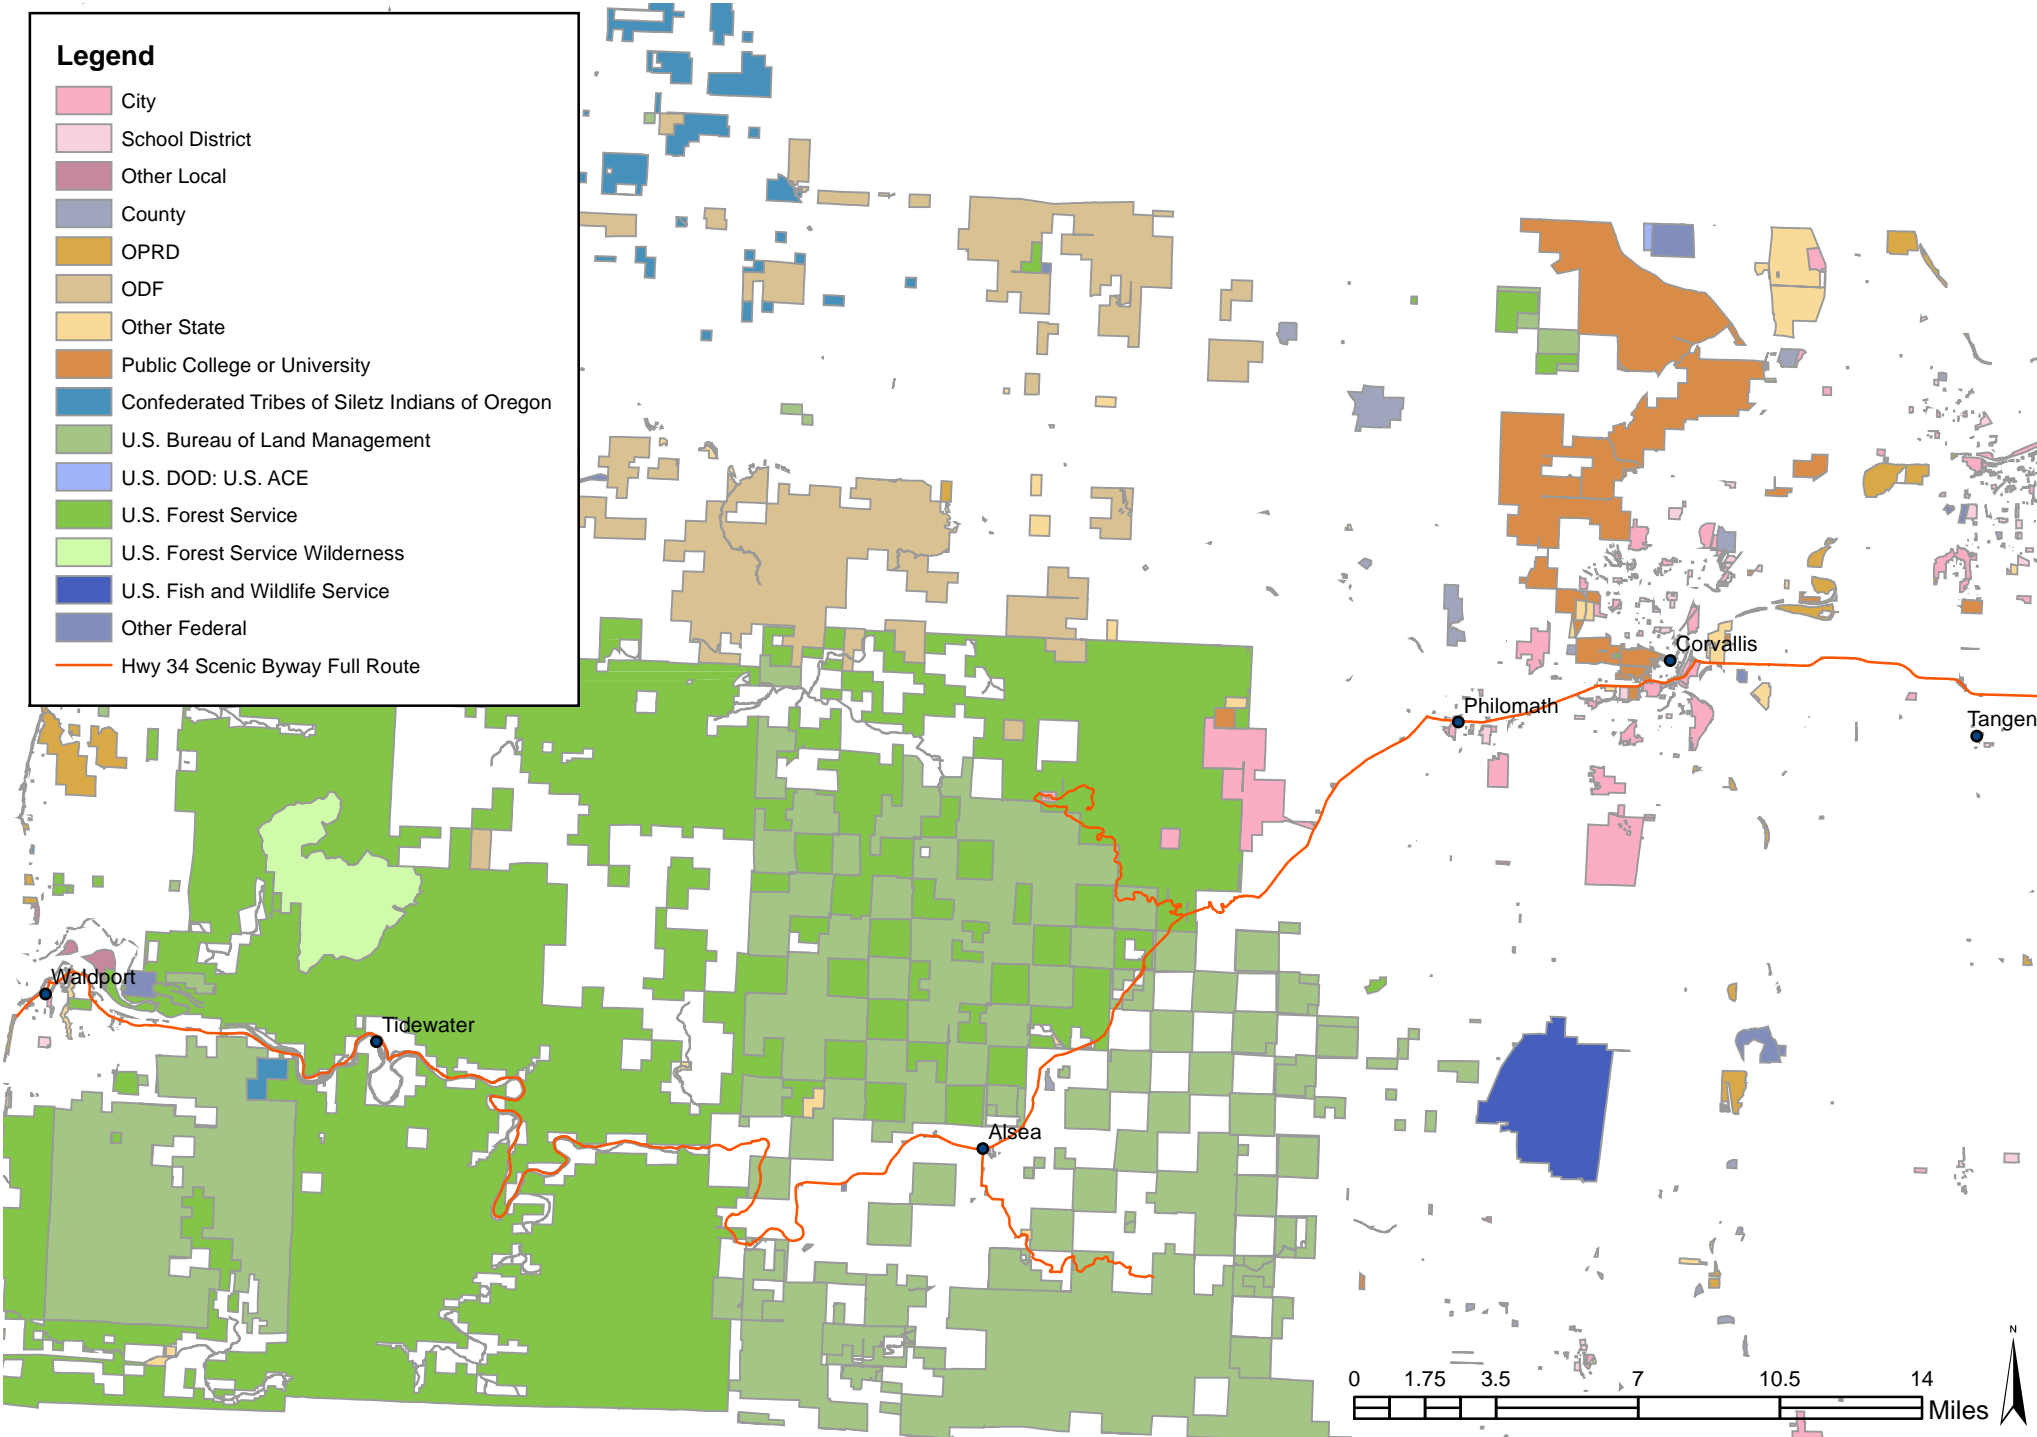 Legend
City
School District
Other Local
County
OPRD
ODF
Other State
Public College or University
Confederated Tribes of Siletz Indians of Oregon
U.S. Bureau of Land Management
U.S. DOD: U.S. ACE
U.S. Forest Service
U.S. Forest Service Wilderness
U.S. Fish and Wildlife Service
Other Federal
Hwy 34 Scenic Byway Full Route
Corvallis
Philomath
Tangen
Waldport
Tidewater
Alsea
N
0 1.75 3.5 7 10.5 14
Miles